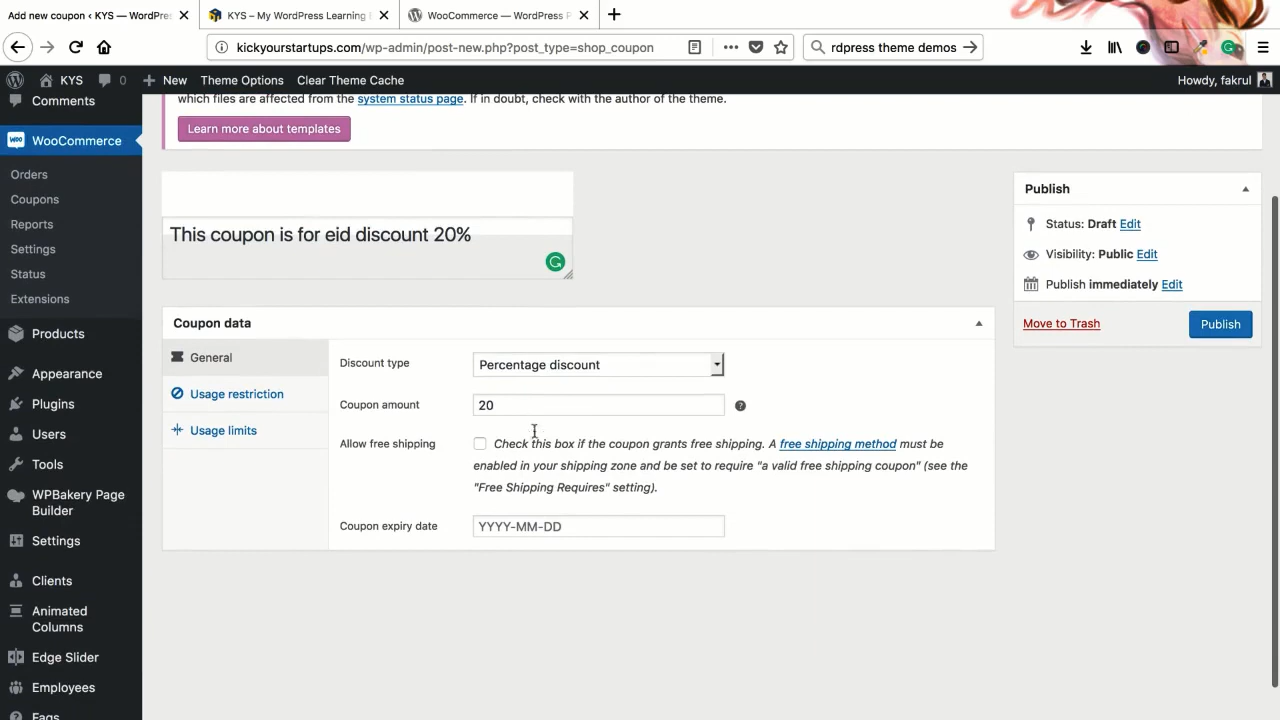 Add new coupon ‹ KYS — WordPres
KYS – My WordPress Learning
WooCommerce — WordPress P
kickyourstartups.com/wp-admin/post-new.php?post_type=shop_coupon
rdpress theme demos
KYS
0
New
Theme Options
Clear Theme Cache
Howdy, fakrul
Comments
WooCommerce
Orders
Coupons
Reports
Settings
Status
Extensions
Products
Appearance
Plugins
Users
Tools
WPBakery Page
Builder
Settings
Clients
Animated
Columns
Edge Slider
Employees
Faqs
which files are affected from the system status page. If in doubt, check with the author of the theme.
Learn more about templates
This coupon is for eid discount 20%
Coupon data
General
Usage restriction
Usage limits
Discount type
Percentage discount
Coupon amount
20
Allow free shipping
Check this box if the coupon grants free shipping. A free shipping method must be
enabled in your shipping zone and be set to require "a valid free shipping coupon" (see the
"Free Shipping Requires" setting).
Coupon expiry date
YYYY-MM-DD
Publish
Status: Draft Edit
Visibility: Public Edit
Publish immediately Edit
Move to Trash
Publish